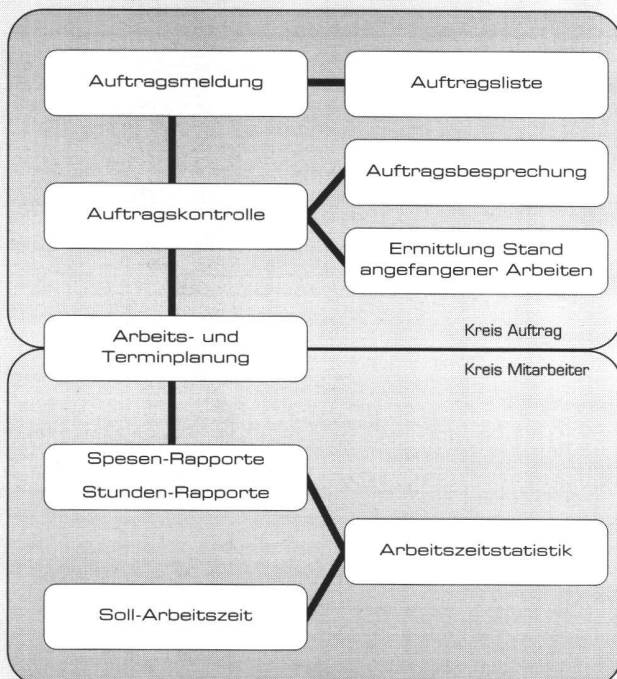 Auftragsmeldung
Auftragsliste
Auftragsbesprechung
Auftragskontrolle
Ermittlung Stand
angefangener Arbeiten
Arbeits- und
Terminplanung
Kreis Auftrag
Kreis Mitarbeiter
Spesen-Rapporte
Stunden-Rapporte
Arbeitszeitstatistik
Soll-Arbeitszeit